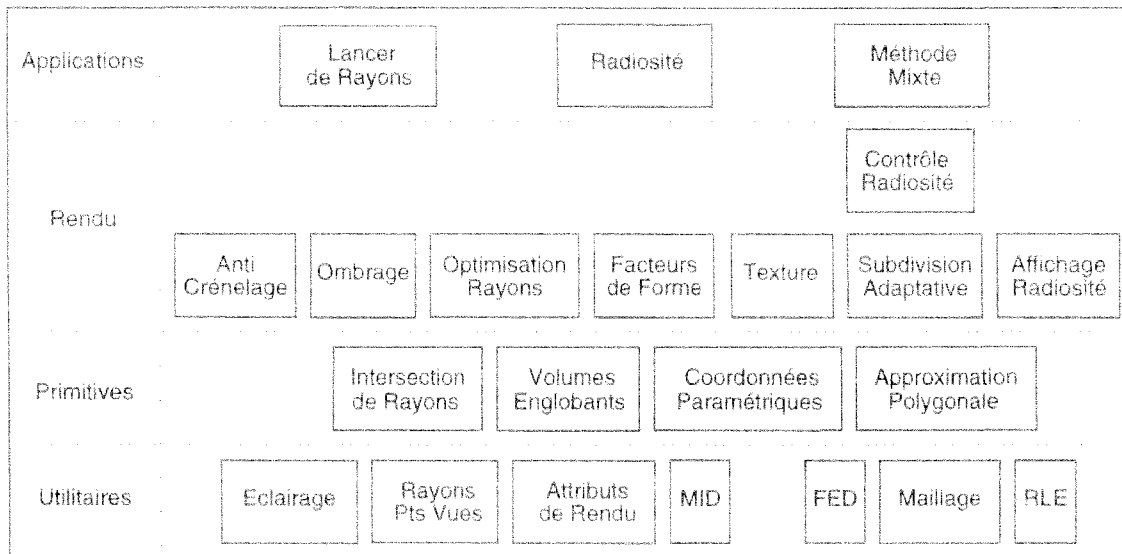 Applications
Lancer
de Rayons
Radiosité
Méthode
Mixte
Rendu
Contrôle
Radiosité
Anti
Crénelage
Ombrage
Optimisation
Rayons
Facteurs
de Forme
Texture
Subdivision
Adaptative
Affichage
Radiosité
Primitives
Intersection
de Rayons
Volumes
Englobants
Coordonnées
Paramétriques
Approximation
Polygonale
Utilitaires
Eclairage
Rayons
Pts Vues
Attributs
de Rendu
MID
FED
Maillage
RLE